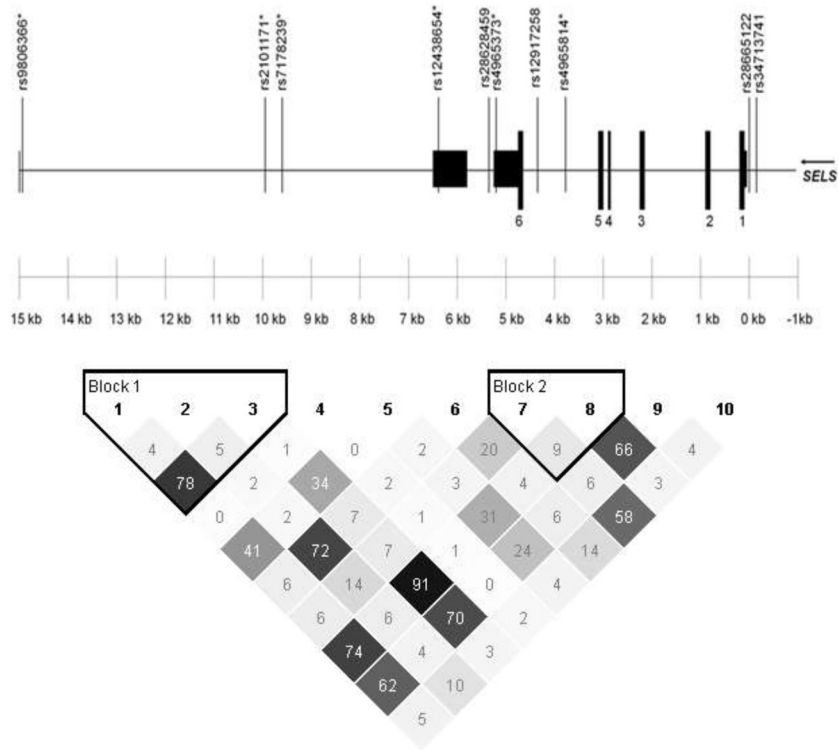 rs9806366*
rs2101171*
rs7178239*
rs12438654*
rs28628459
rs4965373*
rs12917258
rs4965814*
rs28665122
rs34713741
SELS
6 5 4 3 2 1
15 kb 14 kb 13 kb 12 kb 11 kb 10 kb 9 kb 8 kb 7 kb 6 kb 5 kb 4 kb 3 kb 2 kb 1 kb 0 kb -1kb
Block 1 Block 2
1 2 3 4 5 6 7 8 9 10
4 5 1 0 2 20 9 66 4
78 2 34 2 3 4 6 3
0 2 7 1 31 6 58
41 72 7 1 24 14
6 14 91 0 4
6 6 70 2
74 4 3
62 10
5